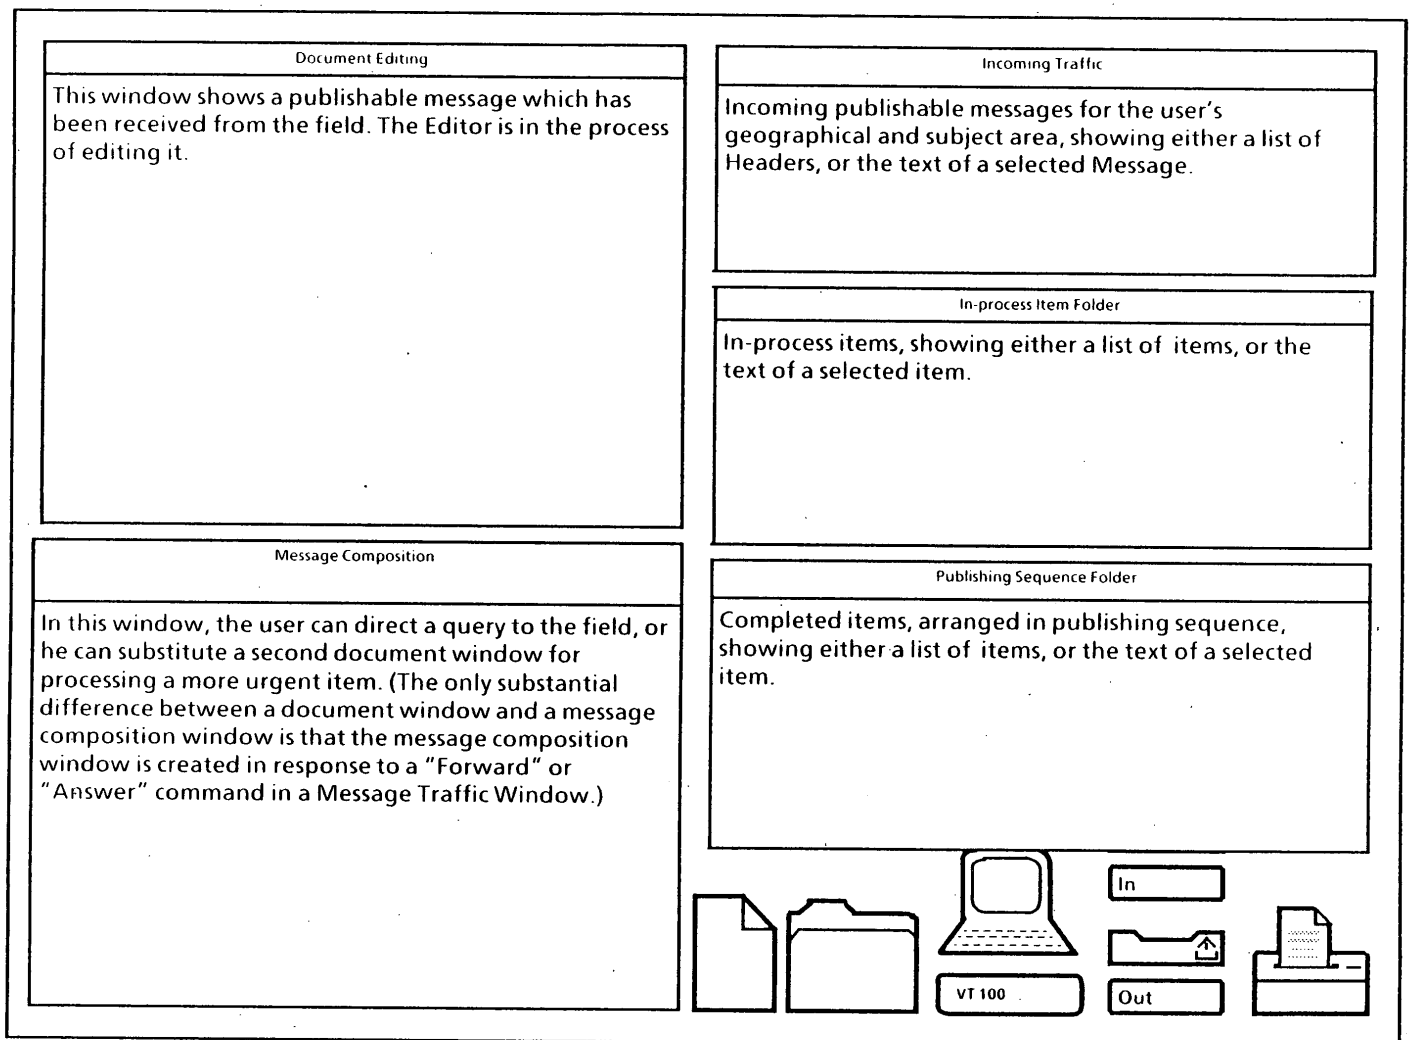 Document Editing
This window shows a publishable message which has
been received from the field. The Editor is in the process
of editing it.
Message Composition
In this window, the user can direct a query to the field, or
he can substitute a second document window for
processing a more urgent item. (The only substantial
difference between a document window and a message
composition window is that the message composition
window is created in response to a "Forward" or
"Answer" command in a Message Traffic Window.)
Incoming Traffic
Incoming publishable messages for the user's
geographical and subject area, showing either a list of
Headers, or the text of a selected Message.
In-process Item Folder
In-process items, showing either a list of items, or the
text of a selected item.
Publishing Sequence Folder
Completed items, arranged in publishing sequence,
showing either a list of items, or the text of a selected
item.
VT 100
In
Out